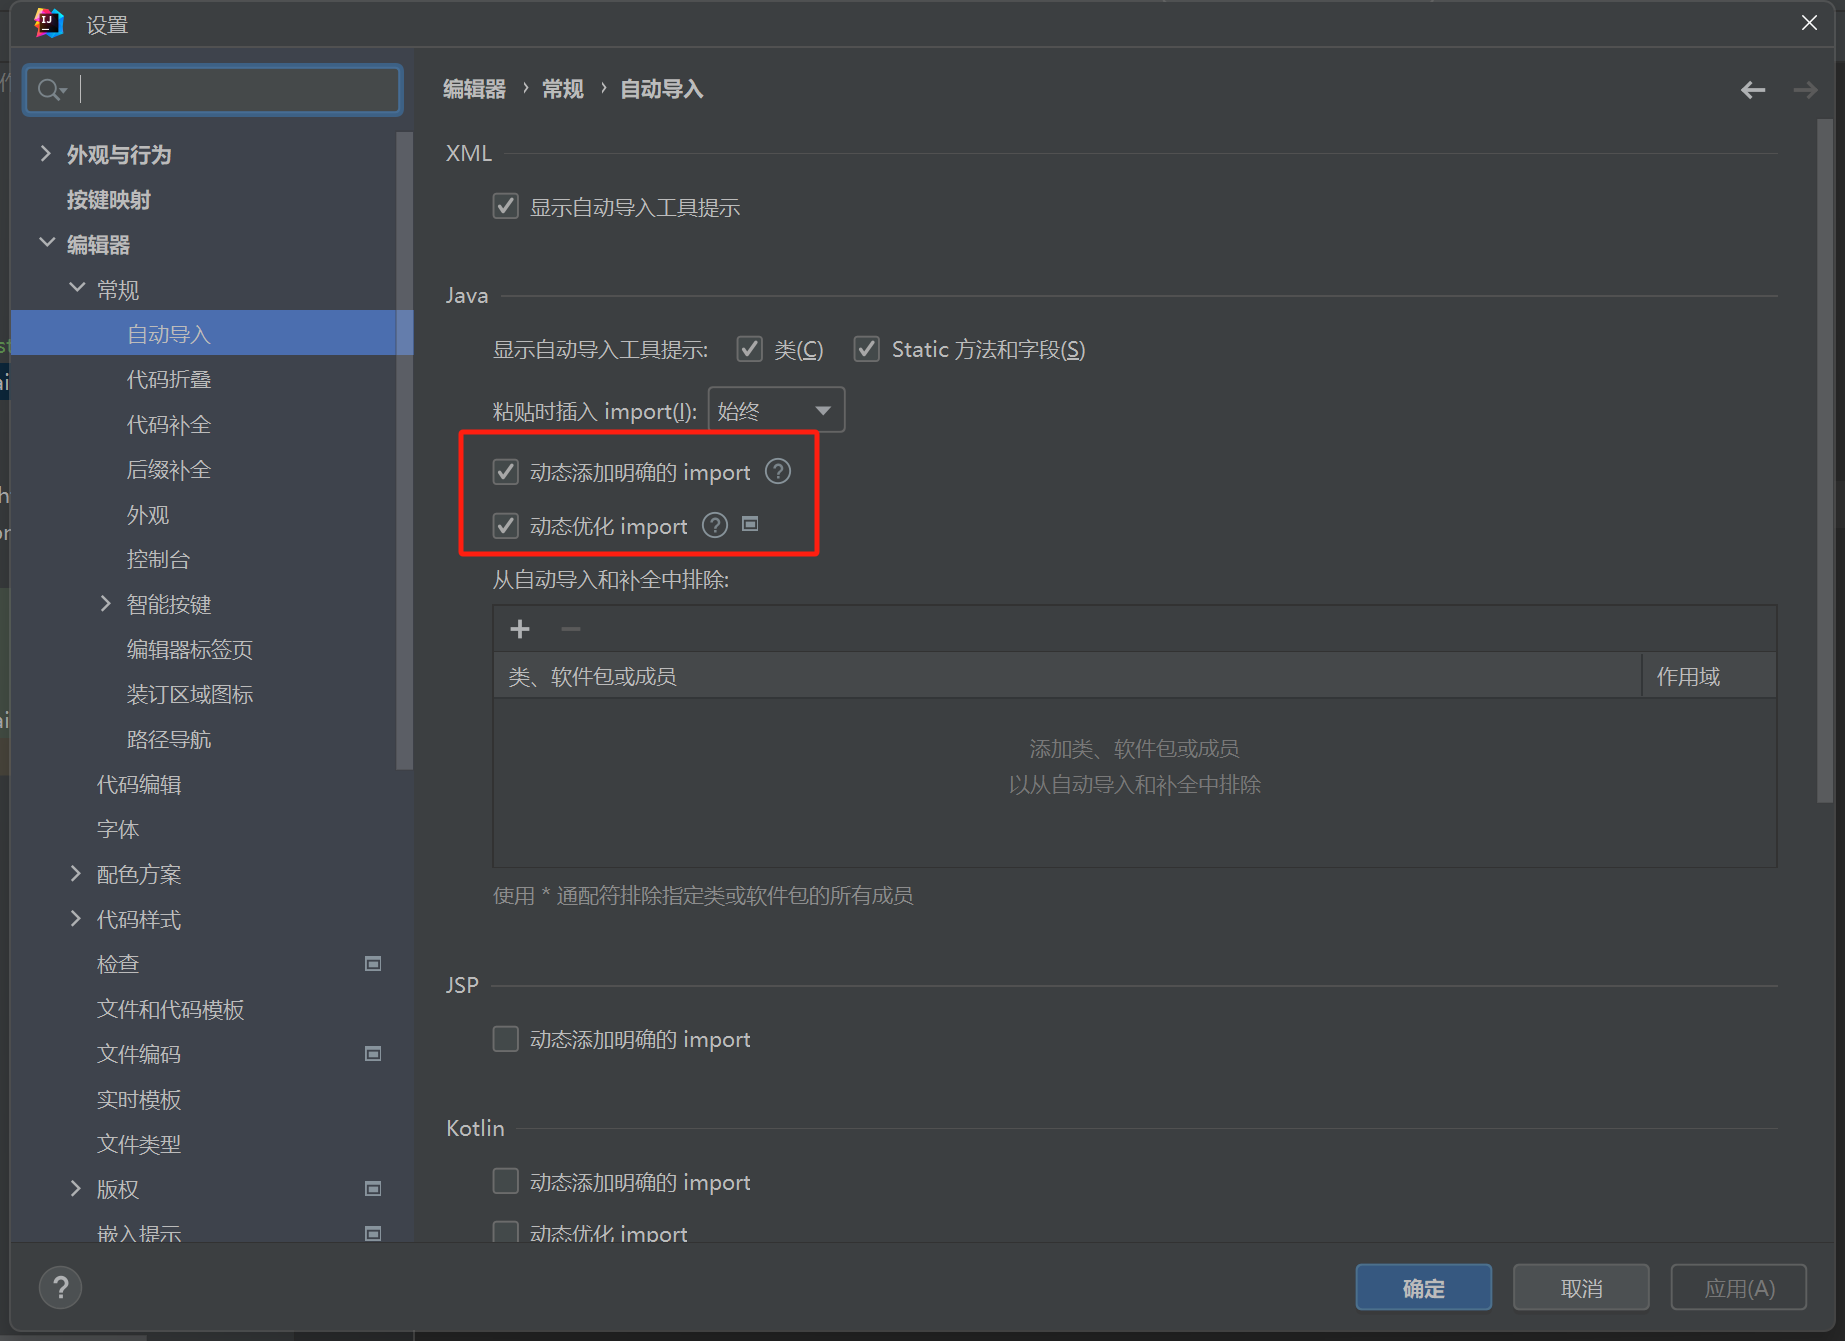 设置
编辑器 › 常规 › 自动导入
外观与行为
按键映射
编辑器
常规
自动导入
代码折叠
代码补全
后缀补全
外观
控制台
智能按键
编辑器标签页
装订区域图标
路径导航
代码编辑
字体
配色方案
代码样式
检查
文件和代码模板
文件编码
实时模板
文件类型
版权
嵌入提示
XML
显示自动导入工具提示
Java
显示自动导入工具提示: 类(C) Static 方法和字段(S)
粘贴时插入 import(I): 始终
动态添加明确的 import ?
动态优化 import ?
从自动导入和补全中排除:
类、软件包或成员 作用域
添加类、软件包或成员
以从自动导入和补全中排除
使用 * 通配符排除指定类或软件包的所有成员
JSP
动态添加明确的 import
Kotlin
动态添加明确的 import
动态优化 import
? 确定 取消 应用(A)